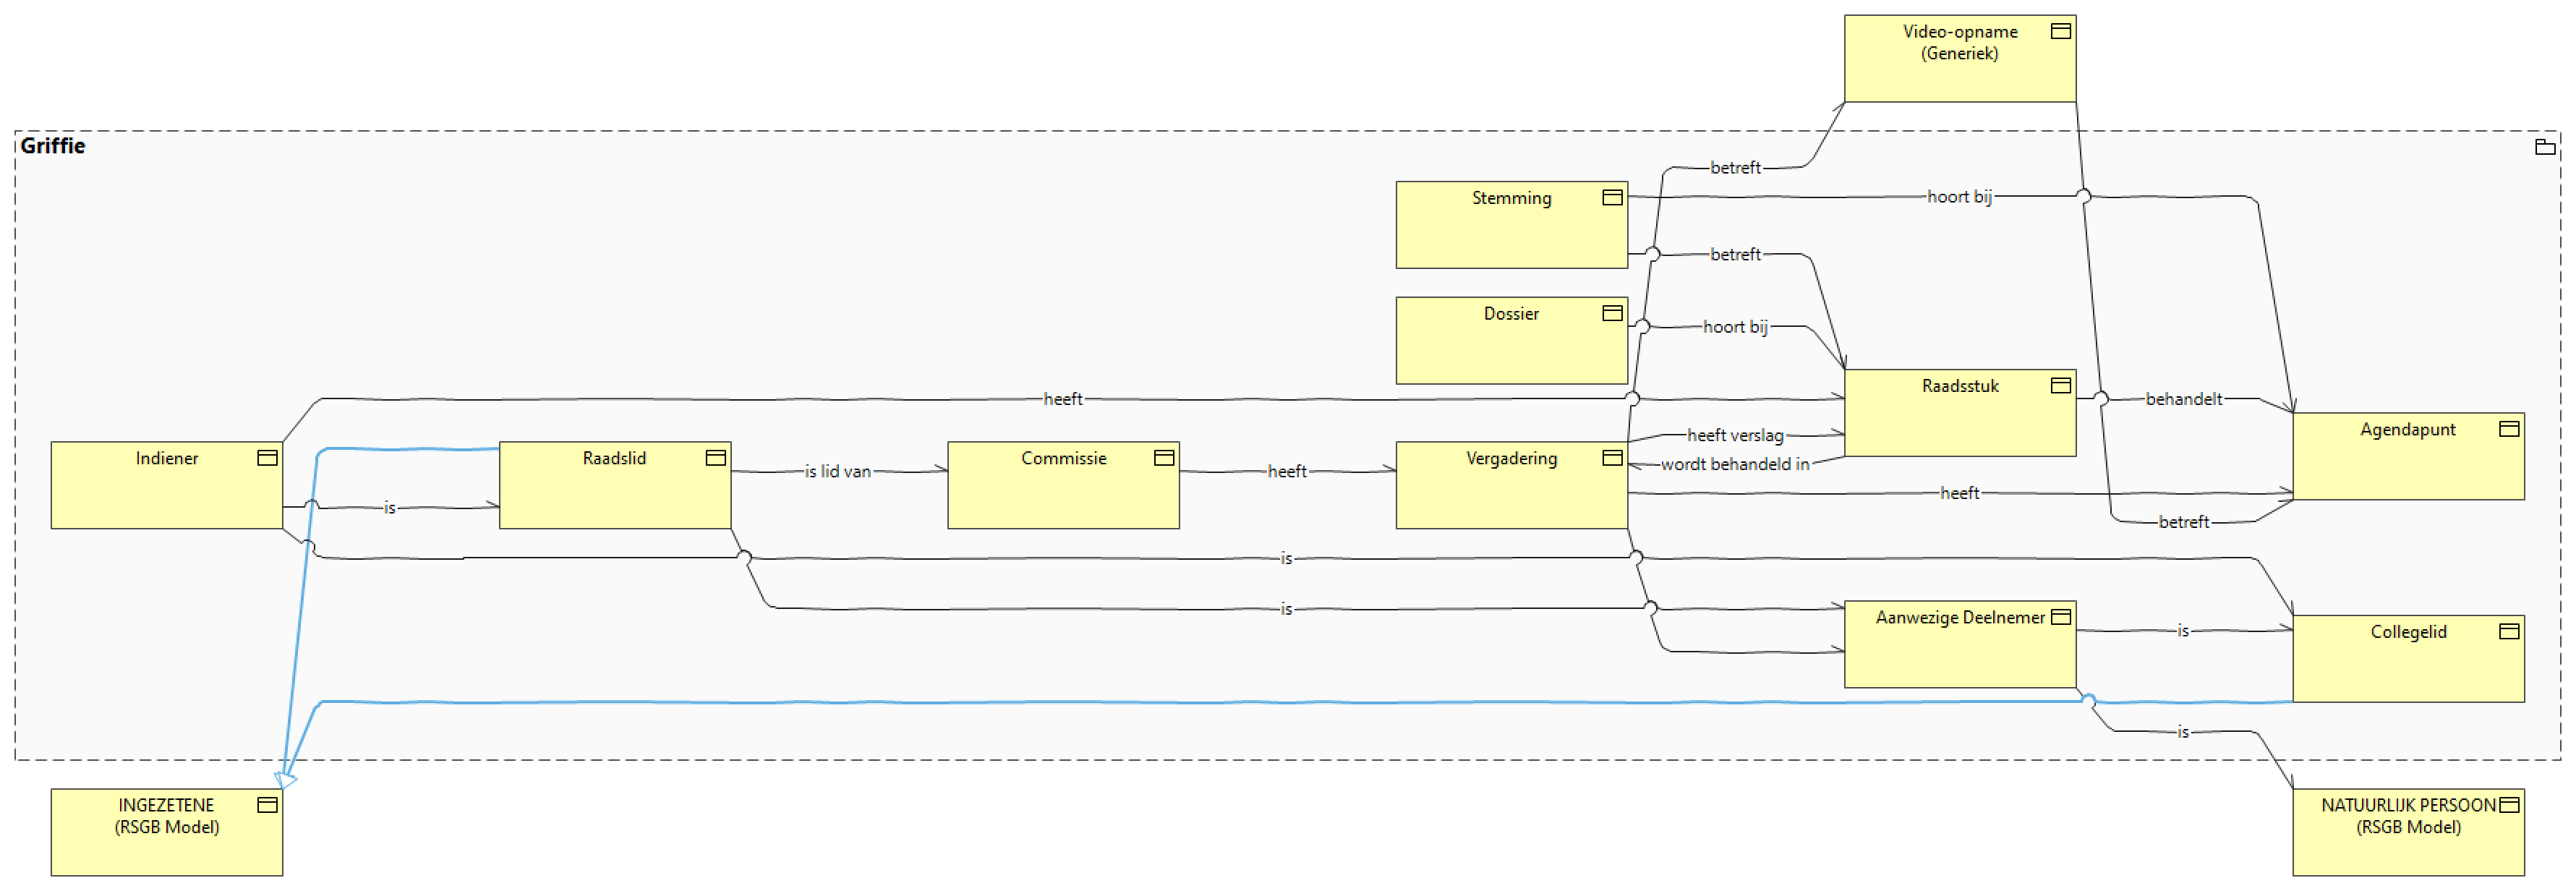 Video-opname
(Generiek)
Griffie
betreft
Stemming
hoort bij
betreft
Dossier
hoort bij
Raadsstuk
heeft
behandelt
Agendapunt
heeft verslag
Indiener
Raadslid
Commissie
Vergadering
wordt behandeld in
is lid van
heeft
heeft
is
betreft
is
is
Aanwezige Deelnemer
is
Collegelid
is
INGEZETENE
(RSGB Model)
NATUURLIJK PERSOON
(RSGB Model)